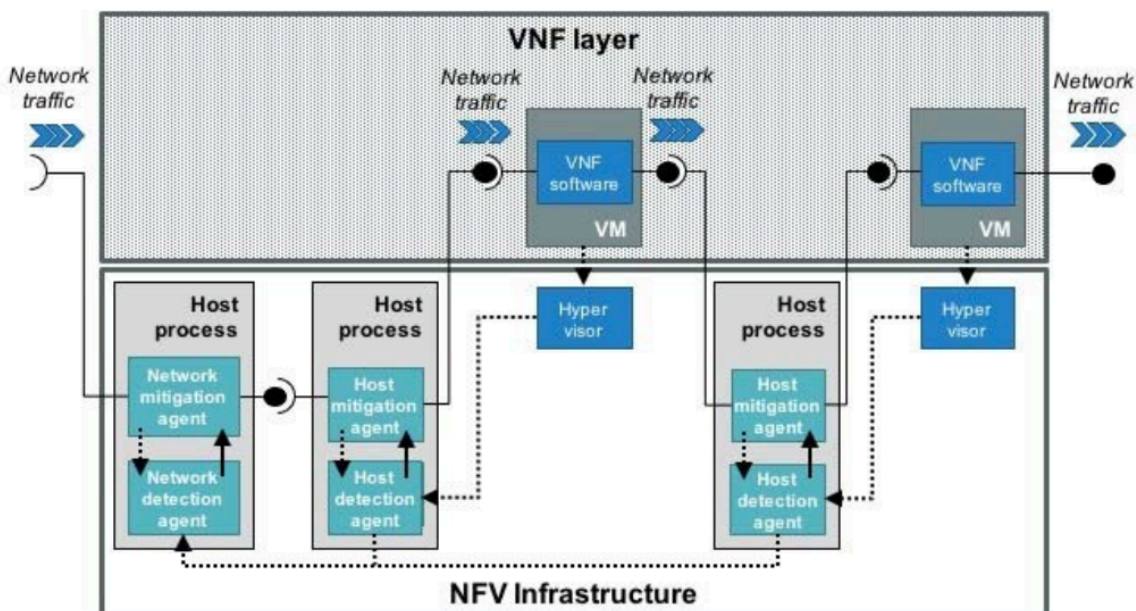 VNF layer
Network
traffic
Network
traffic
Network
traffic
Network
traffic
VNF
software
VM
VNF
software
VM
Host
process
Network
mitigation
agent
Network
detection
agent
Host
process
Host
mitigation
agent
Host
detection
agent
Hyper
visor
Host
process
Host
mitigation
agent
Host
detection
agent
Hyper
visor
NFV Infrastructure